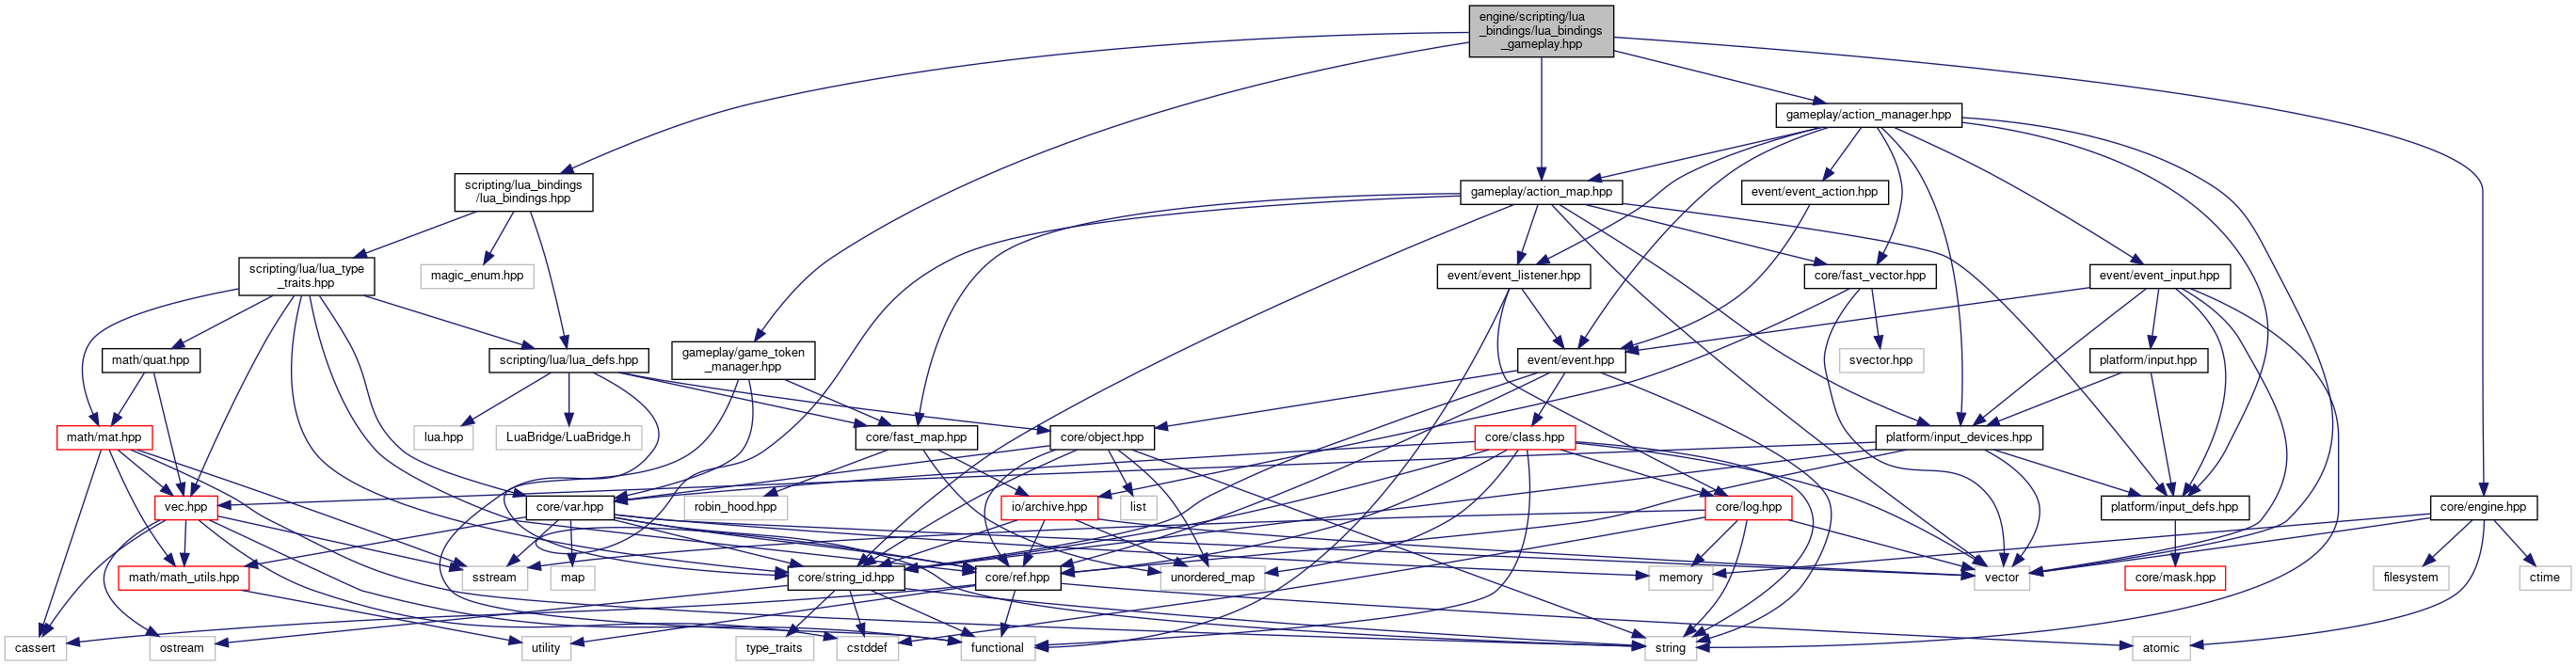 engine/scripting/lua
_bindings/lua_bindings
_gameplay.hpp
gameplay/action_manager.hpp
scripting/lua_bindings
/lua_bindings.hpp
gameplay/action_map.hpp
event/event_action.hpp
scripting/lua/lua_type
_traits.hpp
magic_enum.hpp
event/event_listener.hpp
core/fast_vector.hpp
event/event_input.hpp
math/quat.hpp
scripting/lua/lua_defs.hpp
gameplay/game_token
_manager.hpp
event/event.hpp
svector.hpp
platform/input.hpp
math/mat.hpp
lua.hpp
LuaBridge/LuaBridge.h
core/fast_map.hpp
core/object.hpp
core/class.hpp
platform/input_devices.hpp
vec.hpp
core/var.hpp
robin_hood.hpp
io/archive.hpp
list
core/log.hpp
platform/input_defs.hpp
core/engine.hpp
math/math_utils.hpp
sstream
map
core/string_id.hpp
core/ref.hpp
unordered_map
memory
vector
core/mask.hpp
filesystem
ctime
cassert
ostream
utility
type_traits
cstddef
functional
string
atomic